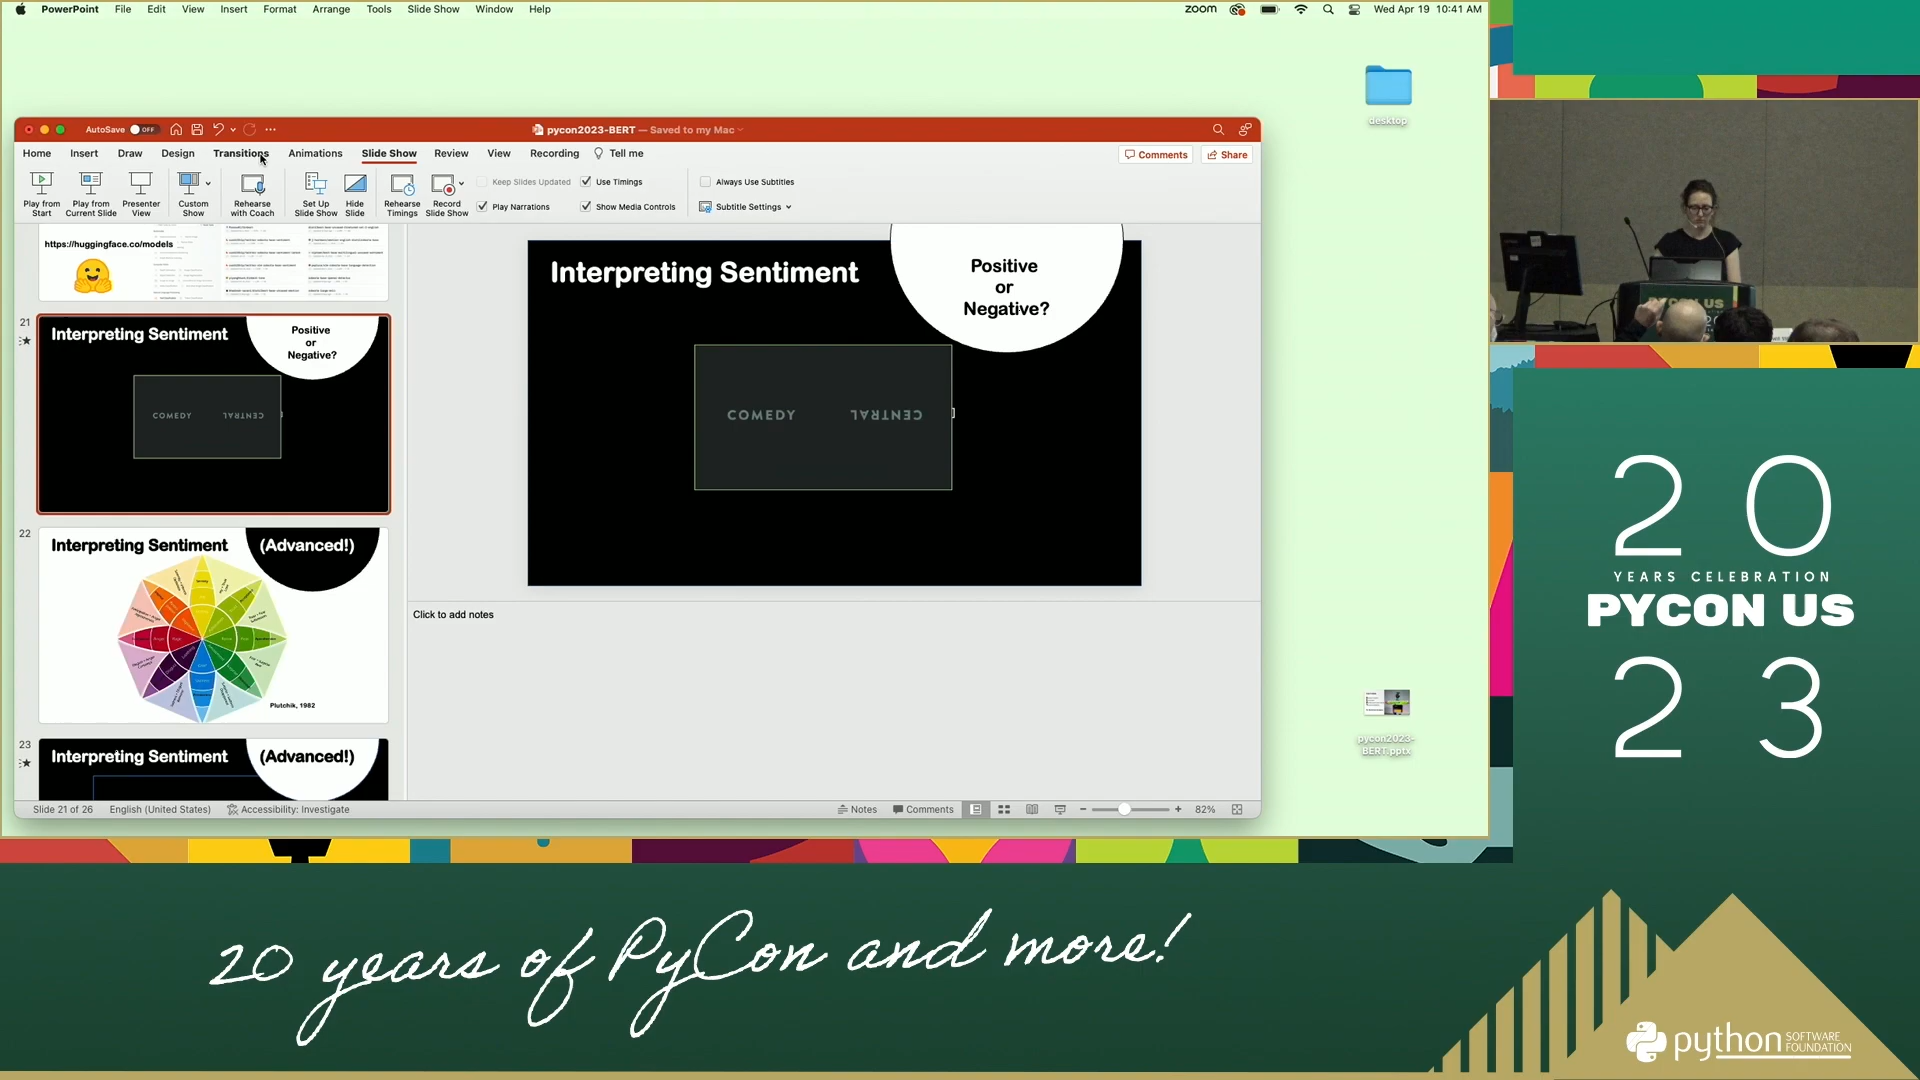 PowerPoint File Edit View Insert Format Arrange Tools Slide Show Window Help
zoom Wed Apr 19 10:41 AM
desktop
AutoSave OFF
pycon2023-BERT — Saved to my Mac
Home Insert Draw Design Transitions Animations Slide Show Review View Recording Tell me
Comments Share
Play from Start
Play from Current Slide
Presenter View
Custom Show
Rehearse with Coach
Set Up Slide Show
Hide Slide
Rehearse Timings
Record Slide Show
Keep Slides Updated
Use Timings
Play Narrations
Show Media Controls
Always Use Subtitles
Subtitle Settings
https://huggingface.co/models
21
Interpreting Sentiment
Positive
or
Negative?
COMEDY CENTRAL
22
Interpreting Sentiment (Advanced!)
Plutchik, 1982
23
Interpreting Sentiment (Advanced!)
Interpreting Sentiment
Positive
or
Negative?
COMEDY CENTRAL
Click to add notes
Slide 21 of 26 English (United States) Accessibility: Investigate
Notes Comments 82%
pycon2023-
BERT.pptx
PYCON US
20
YEARS CELEBRATION
PYCON US
23
20 years of PyCon and more!
python SOFTWARE
FOUNDATION